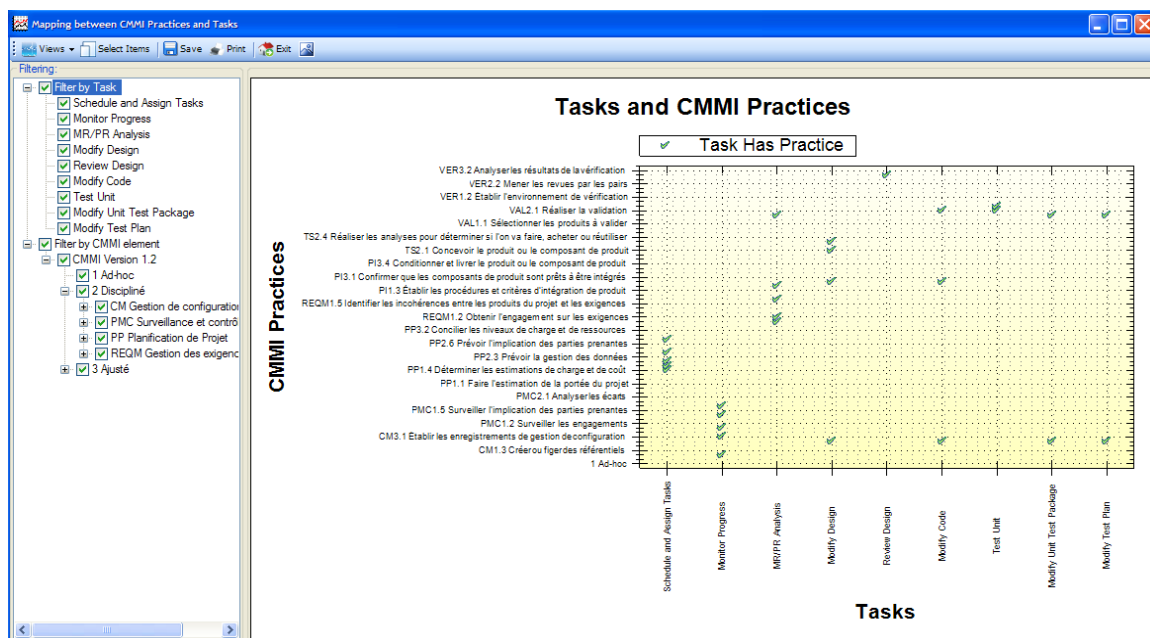 Mapping between CMMI Practices and Tasks
Views Select Items Save Print Exit
Filtering:
Filter by Task
Schedule and Assign Tasks
Monitor Progress
MR/PR Analysis
Modify Design
Review Design
Modify Code
Test Unit
Modify Unit Test Package
Modify Test Plan
Filter by CMMI element
CMMI Version 1.2
1 Ad-hoc
2 Discipliné
CM Gestion de configuration
PMC Surveillance et contrô
PP Planification de Projet
REQM Gestion des exigenc
3 Ajusté
Tasks and CMMI Practices
Task Has Practice
CMMI Practices
VER3.2 Analyser les résultats de la vérification
VER2.2 Mener les revues par les pairs
VER1.2 Établir l'environnement de vérification
VAL2.1 Réaliser la validation
VAL1.1 Sélectionner les produits à valider
TS2.4 Réaliser les analyses pour déterminer si l'on va faire, acheter ou réutiliser
TS2.1 Concevoir le produit ou le composant de produit
PI3.4 Conditionner et livrer le produit ou le composant de produit
PI3.1 Confirmer que les composants de produit sont prêts à être intégrés
PI1.3 Établir les procédures et critères d'intégration de produit
REQM1.5 Identifier les incohérences entre les produits du projet et les exigences
REQM1.2 Obtenir l'engagement sur les exigences
PP3.2 Concilier les niveaux de charge et de ressources
PP2.6 Prévoir l'implication des parties prenantes
PP2.3 Prévoir la gestion des données
PP1.4 Déterminer les estimations de charge et de coût
PP1.1 Faire l'estimation de la portée du projet
PMC2.1 Analyser les écarts
PMC1.5 Surveiller l'implication des parties prenantes
PMC1.2 Surveiller les engagements
CM3.1 Établir les enregistrements de gestion de configuration
CM1.3 Créer ou figer des référentiels
1 Ad-hoc
Schedule and Assign Tasks
Monitor Progress
MR/PR Analysis
Modify Design
Review Design
Modify Code
Test Unit
Modify Unit Test Package
Modify Test Plan
Tasks